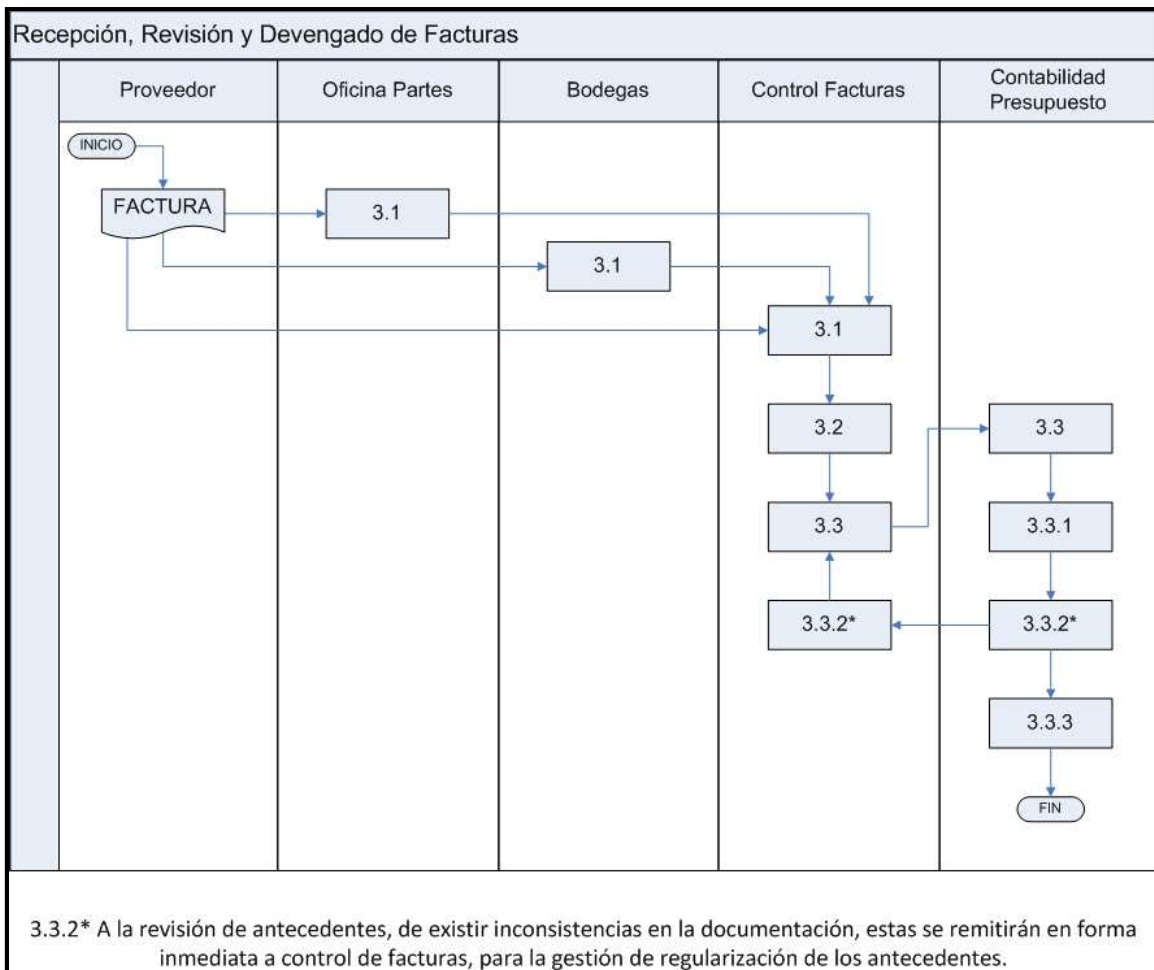 Recepción, Revisión y Devengado de Facturas
Proveedor
Oficina Partes
Bodegas
Control Facturas
Contabilidad
Presupuesto
INICIO
FACTURA
3.1
3.1
3.1
3.2
3.3
3.3
3.3.1
3.3.2*
3.3.2*
3.3.3
FIN
3.3.2* A la revisión de antecedentes, de existir inconsistencias en la documentación, estas se remitirán en forma
inmediata a control de facturas, para la gestión de regularización de los antecedentes.